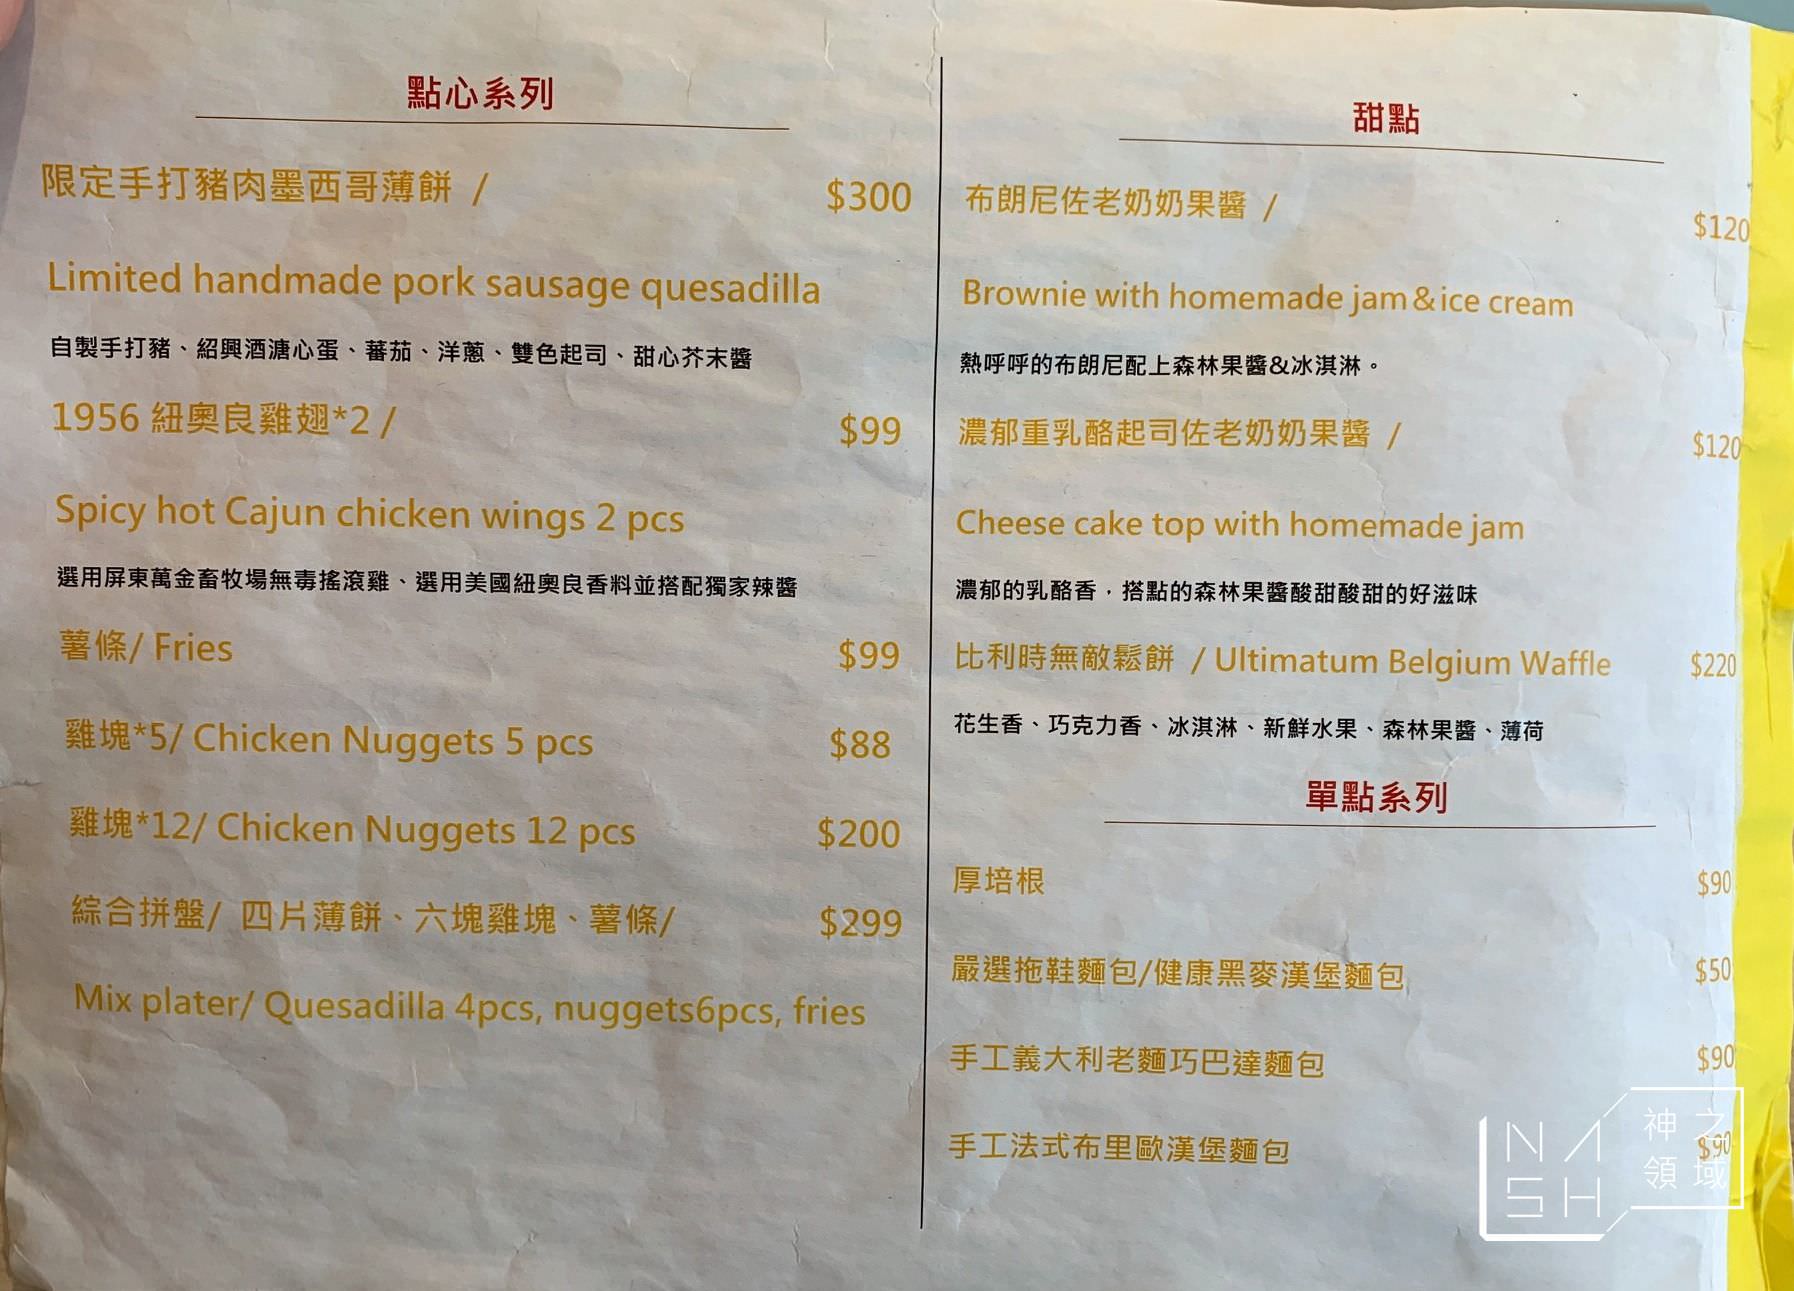 點心系列
限定手打豬肉墨西哥薄餅 / $300
Limited handmade pork sausage quesadilla
自製手打豬、紹興酒溏心蛋、蕃茄、洋蔥、雙色起司、甜心芥末醬
1956 紐奧良雞翅*2 / $99
Spicy hot Cajun chicken wings 2 pcs
選用屏東萬金畜牧場無毒搖滾雞、選用美國紐奧良香料並搭配獨家辣醬
薯條/ Fries $99
雞塊*5/ Chicken Nuggets 5 pcs $88
雞塊*12/ Chicken Nuggets 12 pcs $200
綜合拼盤/ 四片薄餅、六塊雞塊、薯條/ $299
Mix plater/ Quesadilla 4pcs, nuggets6pcs, fries
甜點
布朗尼佐老奶奶果醬 / $120
Brownie with homemade jam&ice cream
熱呼呼的布朗尼配上森林果醬&冰淇淋。
濃郁重乳酪起司佐老奶奶果醬 / $120
Cheese cake top with homemade jam
濃郁的乳酪香，搭點的森林果醬酸甜酸甜的好滋味
比利時無敵鬆餅 / Ultimatum Belgium Waffle $220
花生香、巧克力香、冰淇淋、新鮮水果、森林果醬、薄荷
單點系列
厚培根 $90
嚴選拖鞋麵包/健康黑麥漢堡麵包 $50
手工義大利老麵巧巴達麵包 $90
手工法式布里歐漢堡麵包 $90
NASH
神之
領域